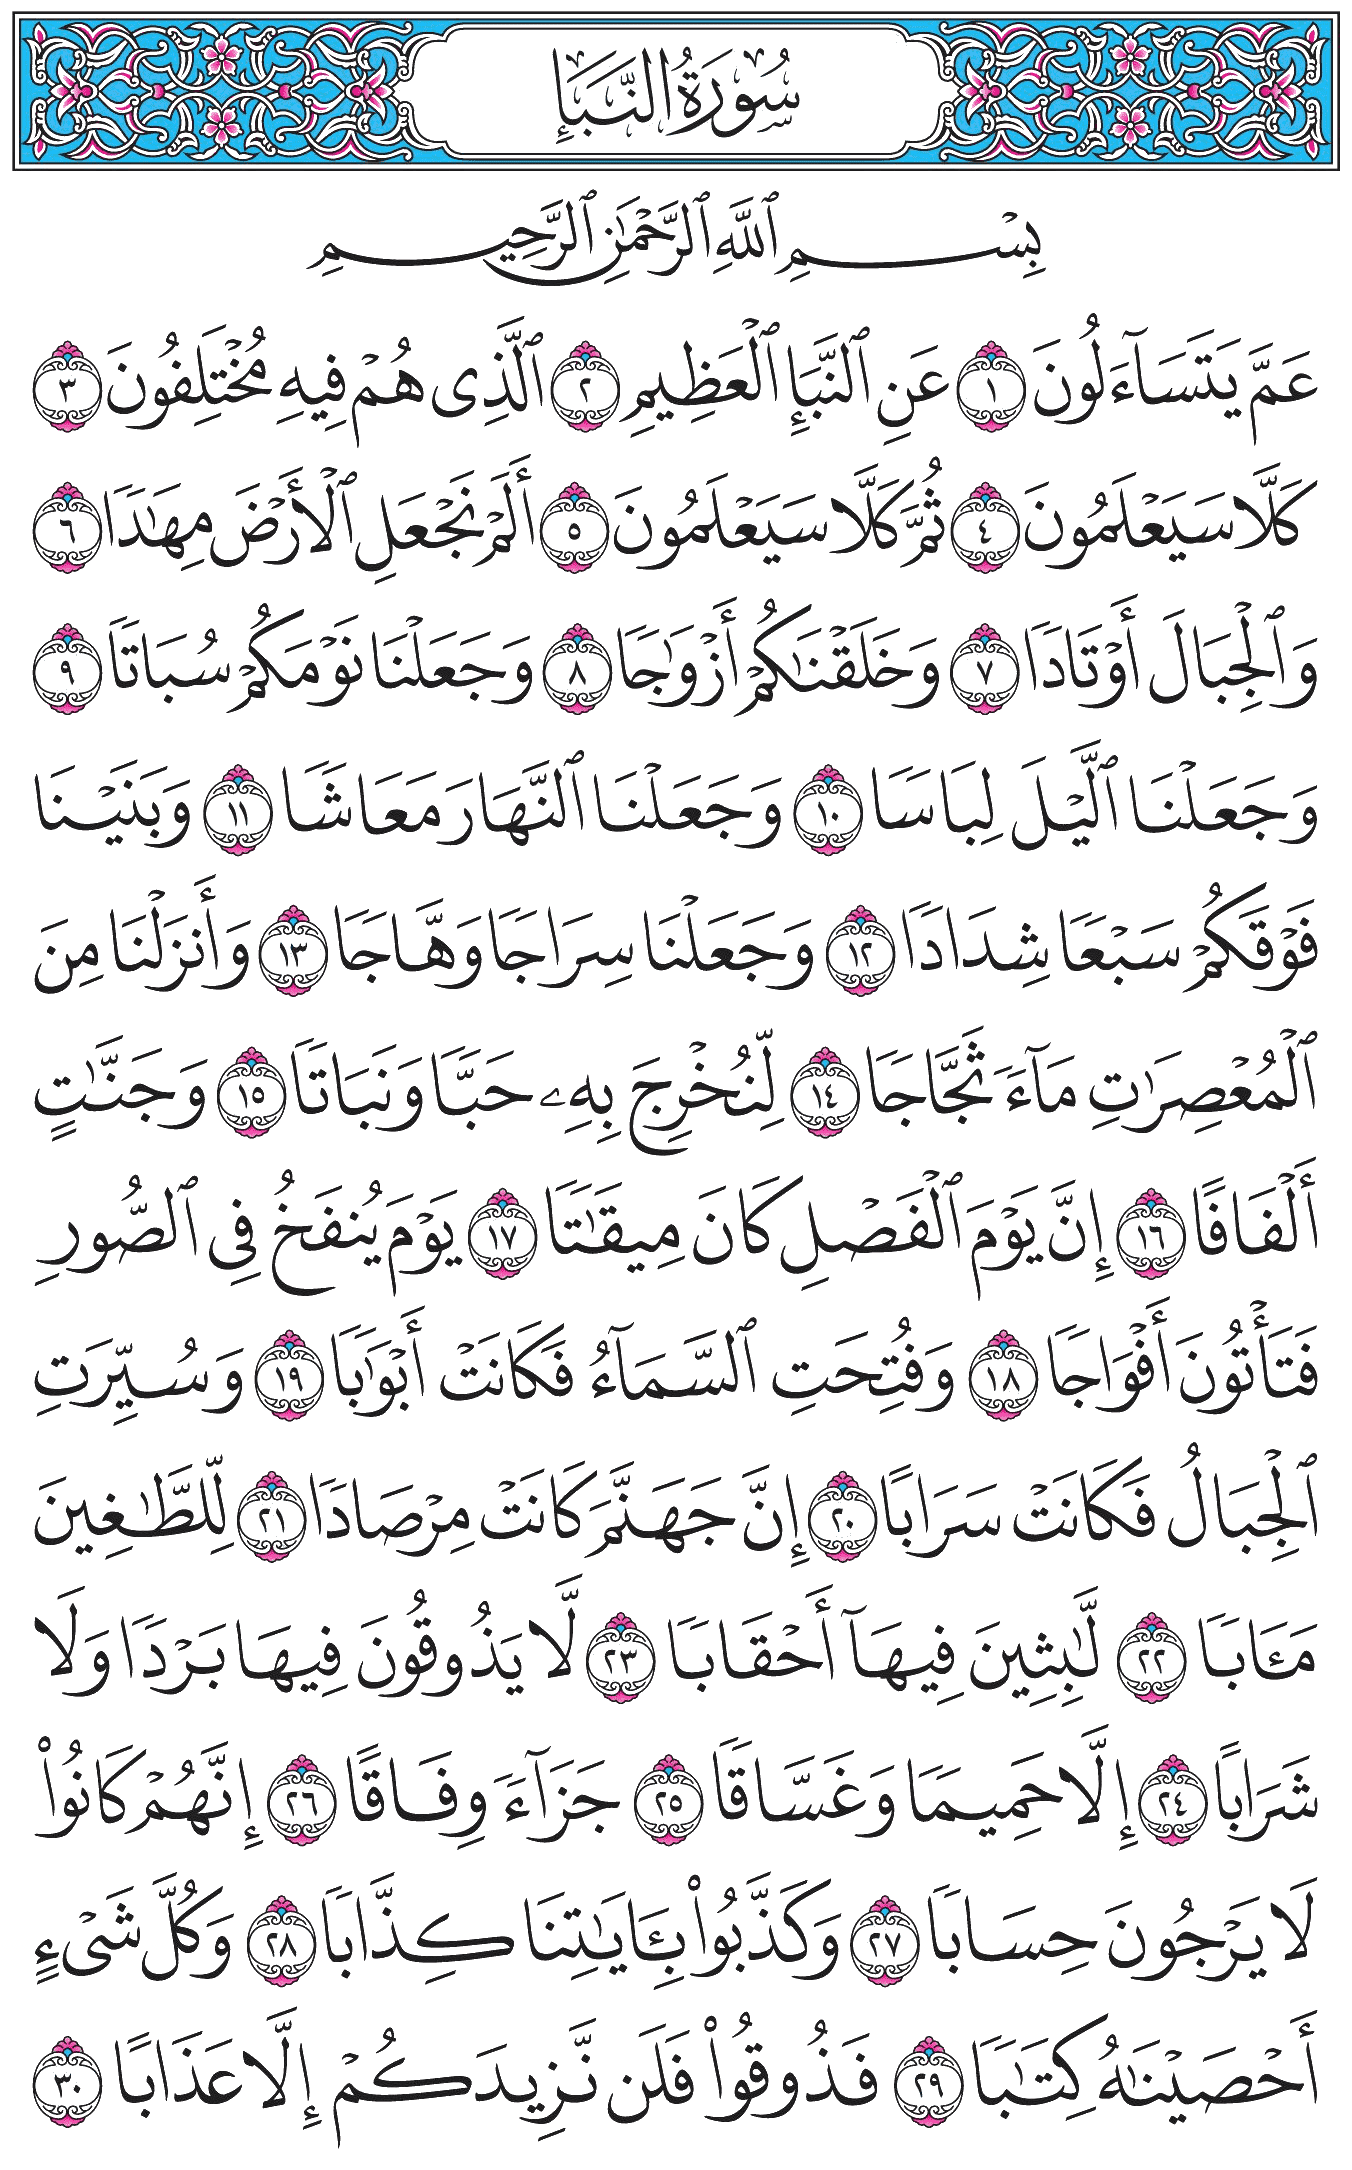 سُورَةُ النَّبَإِ
بِسْمِ ٱللَّهِ ٱلرَّحْمَٰنِ ٱلرَّحِيمِ
عَمَّ يَتَسَآءَلُونَ ١ عَنِ ٱلنَّبَإِ ٱلْعَظِيمِ ٢ ٱلَّذِى هُمْ فِيهِ مُخْتَلِفُونَ ٣
كَلَّا سَيَعْلَمُونَ ٤ ثُمَّ كَلَّا سَيَعْلَمُونَ ٥ أَلَمْ نَجْعَلِ ٱلْأَرْضَ مِهَٰدًا ٦
وَٱلْجِبَالَ أَوْتَادًا ٧ وَخَلَقْنَٰكُمْ أَزْوَٰجًا ٨ وَجَعَلْنَا نَوْمَكُمْ سُبَاتًا ٩
وَجَعَلْنَا ٱلَّيْلَ لِبَاسًا ١٠ وَجَعَلْنَا ٱلنَّهَارَ مَعَاشًا ١١ وَبَنَيْنَا
فَوْقَكُمْ سَبْعًا شِدَادًا ١٢ وَجَعَلْنَا سِرَاجًا وَهَّاجًا ١٣ وَأَنزَلْنَا مِنَ
ٱلْمُعْصِرَٰتِ مَآءً ثَجَّاجًا ١٤ لِّنُخْرِجَ بِهِۦ حَبًّا وَنَبَاتًا ١٥ وَجَنَّٰتٍ
أَلْفَافًا ١٦ إِنَّ يَوْمَ ٱلْفَصْلِ كَانَ مِيقَٰتًا ١٧ يَوْمَ يُنفَخُ فِى ٱلصُّورِ
فَتَأْتُونَ أَفْوَاجًا ١٨ وَفُتِحَتِ ٱلسَّمَآءُ فَكَانَتْ أَبْوَٰبًا ١٩ وَسُيِّرَتِ
ٱلْجِبَالُ فَكَانَتْ سَرَابًا ٢٠ إِنَّ جَهَنَّمَ كَانَتْ مِرْصَادًا ٢١ لِّلطَّٰغِينَ
مَـَٔابًا ٢٢ لَّٰبِثِينَ فِيهَآ أَحْقَابًا ٢٣ لَّا يَذُوقُونَ فِيهَا بَرْدًا وَلَا
شَرَابًا ٢٤ إِلَّا حَمِيمًا وَغَسَّاقًا ٢٥ جَزَآءً وِفَاقًا ٢٦ إِنَّهُمْ كَانُوا۟
لَا يَرْجُونَ حِسَابًا ٢٧ وَكَذَّبُوا۟ بِـَٔايَٰتِنَا كِذَّابًا ٢٨ وَكُلَّ شَىْءٍ
أَحْصَيْنَٰهُ كِتَٰبًا ٢٩ فَذُوقُوا۟ فَلَن نَّزِيدَكُمْ إِلَّا عَذَابًا ٣٠